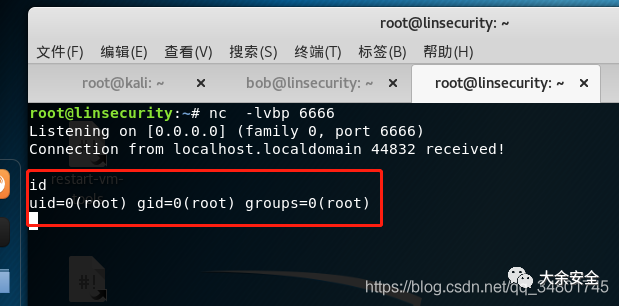 root@linsecurity: ~
文件(F) 编辑(E) 查看(V) 搜索(S) 终端(T) 标签(B) 帮助(H)
root@kali: ~ × bob@linsecurity: ~ × root@linsecurity: ~ ×
root@linsecurity:~# nc -lvbp 6666
Listening on [0.0.0.0] (family 0, port 6666)
Connection from localhost.localdomain 44832 received!
restart-vm-
id
uid=0(root) gid=0(root) groups=0(root)
#!
大余安全
https://blog.csdn.net/qq_34801745